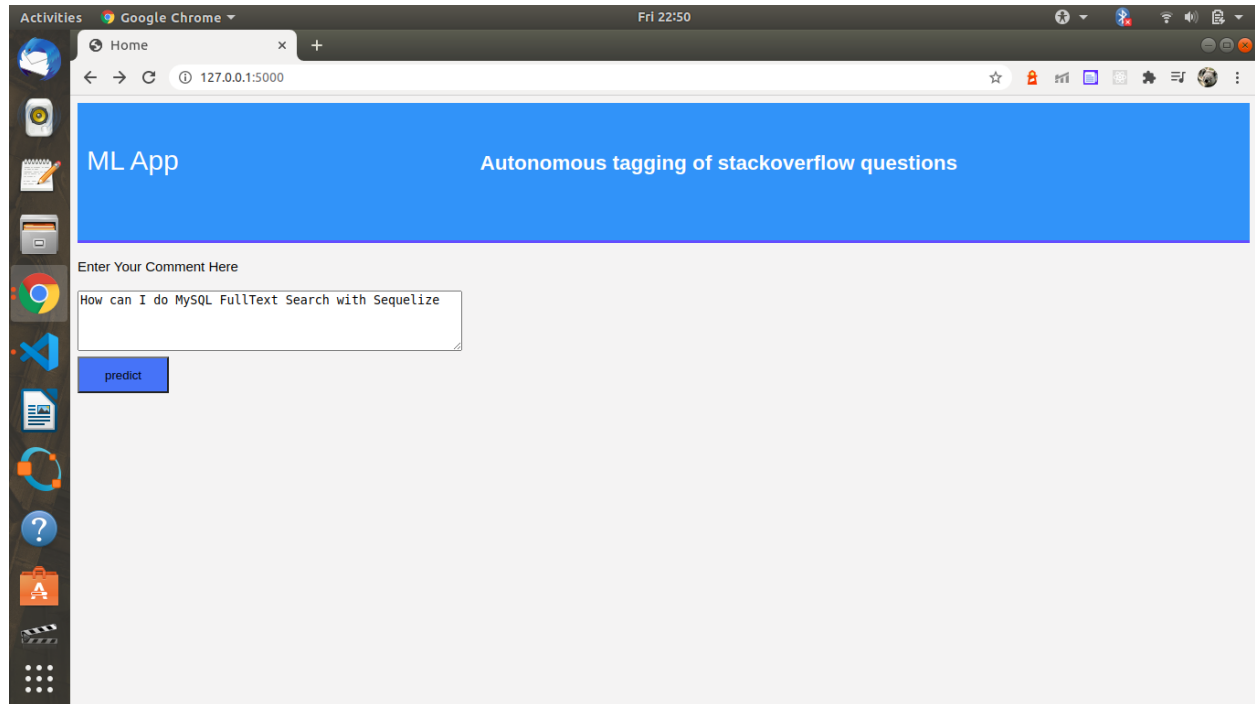 Activities Google Chrome Fri 22:50
Home
127.0.0.1:5000
ML App
Autonomous tagging of stackoverflow questions
Enter Your Comment Here
How can I do MySQL FullText Search with Sequelize
predict